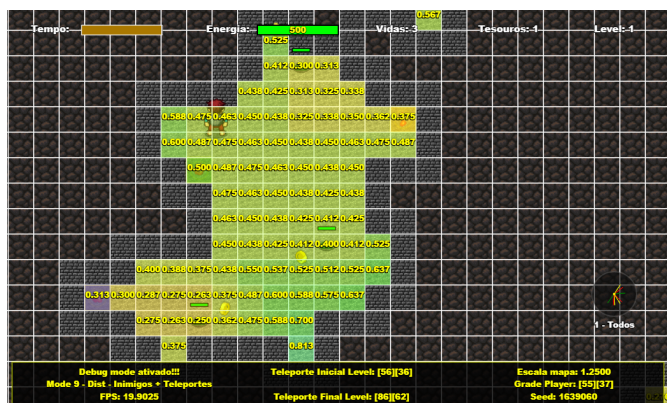 0.567
Tempo: Energia: 500 Vidas: 3 Tesouros:-1 Level:-1
0.525
0.412 0.300 0.313
0.438 0.425 0.313 0.325 0.338
0.588 0.475 0.463 0.450 0.438 0.325 0.338 0.350 0.362 0.375
0.600 0.487 0.475 0.463 0.450 0.438 0.450 0.463 0.475 0.487
0.500 0.487 0.475 0.463 0.450 0.438 0.450
0.475 0.463 0.450 0.438 0.425 0.438
0.463 0.450 0.438 0.425 0.412 0.425
0.450 0.438 0.425 0.412 0.400 0.412 0.525
0.400 0.388 0.375 0.438 0.550 0.537 0.525 0.512 0.525 0.637
0.313 0.300 0.287 0.275 0.263 0.375 0.487 0.600 0.588 0.575 0.637
1 - Todos
0.275 0.263 0.250 0.362 0.475 0.588 0.700
0.375 0.813
Debug mode ativado!!! Teleporte Inicial Level: [56][36] Escala mapa: 1.2500
Mode 9 - Dist - Inimigos + Teleportes Grade Player: [55][37]
FPS: 19.9025 Teleporte Final Level: [86][62] Seed: 1639060